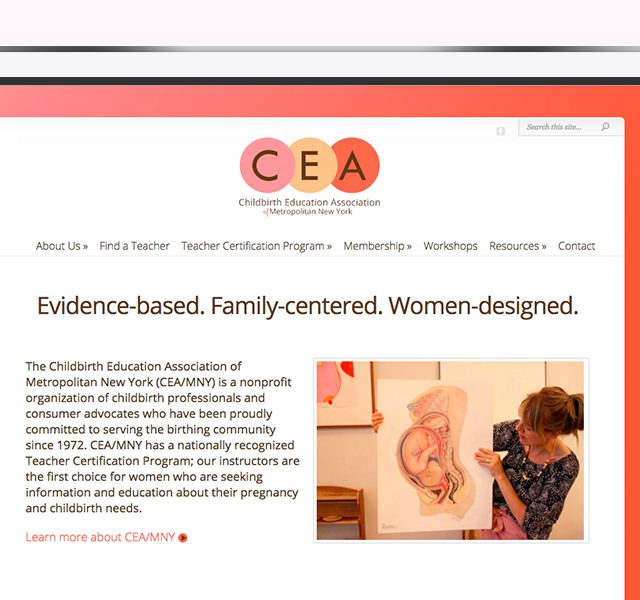 Search this site...
CEA
Childbirth Education Association
of Metropolitan New York
About Us » Find a Teacher Teacher Certification Program » Membership » Workshops Resources » Contact
Evidence-based. Family-centered. Women-designed.
The Childbirth Education Association of
Metropolitan New York (CEA/MNY) is a nonprofit
organization of childbirth professionals and
consumer advocates who have been proudly
committed to serving the birthing community
since 1972. CEA/MNY has a nationally recognized
Teacher Certification Program; our instructors are
the first choice for women who are seeking
information and education about their pregnancy
and childbirth needs.
Learn more about CEA/MNY